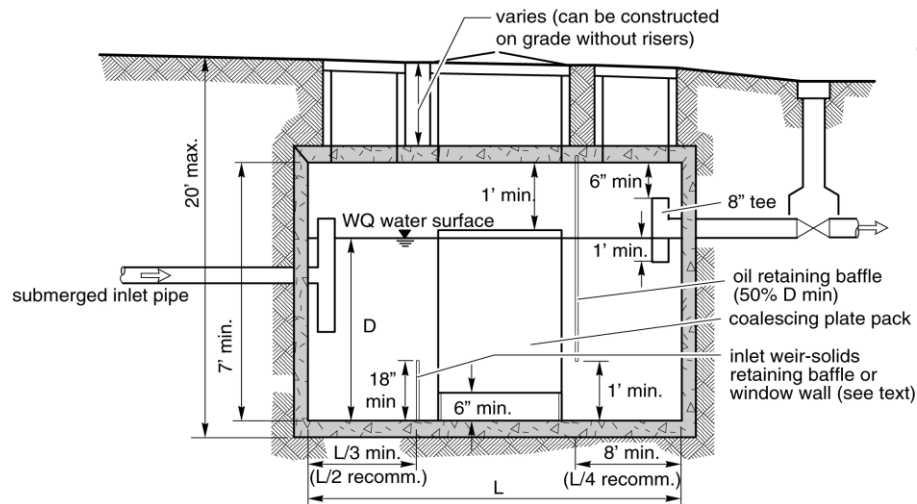 varies (can be constructed
on grade without risers)
20’ max.
7’ min.
1’ min.
6” min
8” tee
WQ water surface
1’ min.
submerged inlet pipe
oil retaining baffle
(50% D min)
D
coalescing plate pack
inlet weir-solids
retaining baffle or
window wall (see text)
18”
min
6” min.
1’ min.
L/3 min.
(L/2 recomm.)
8’ min.
(L/4 recomm.)
L